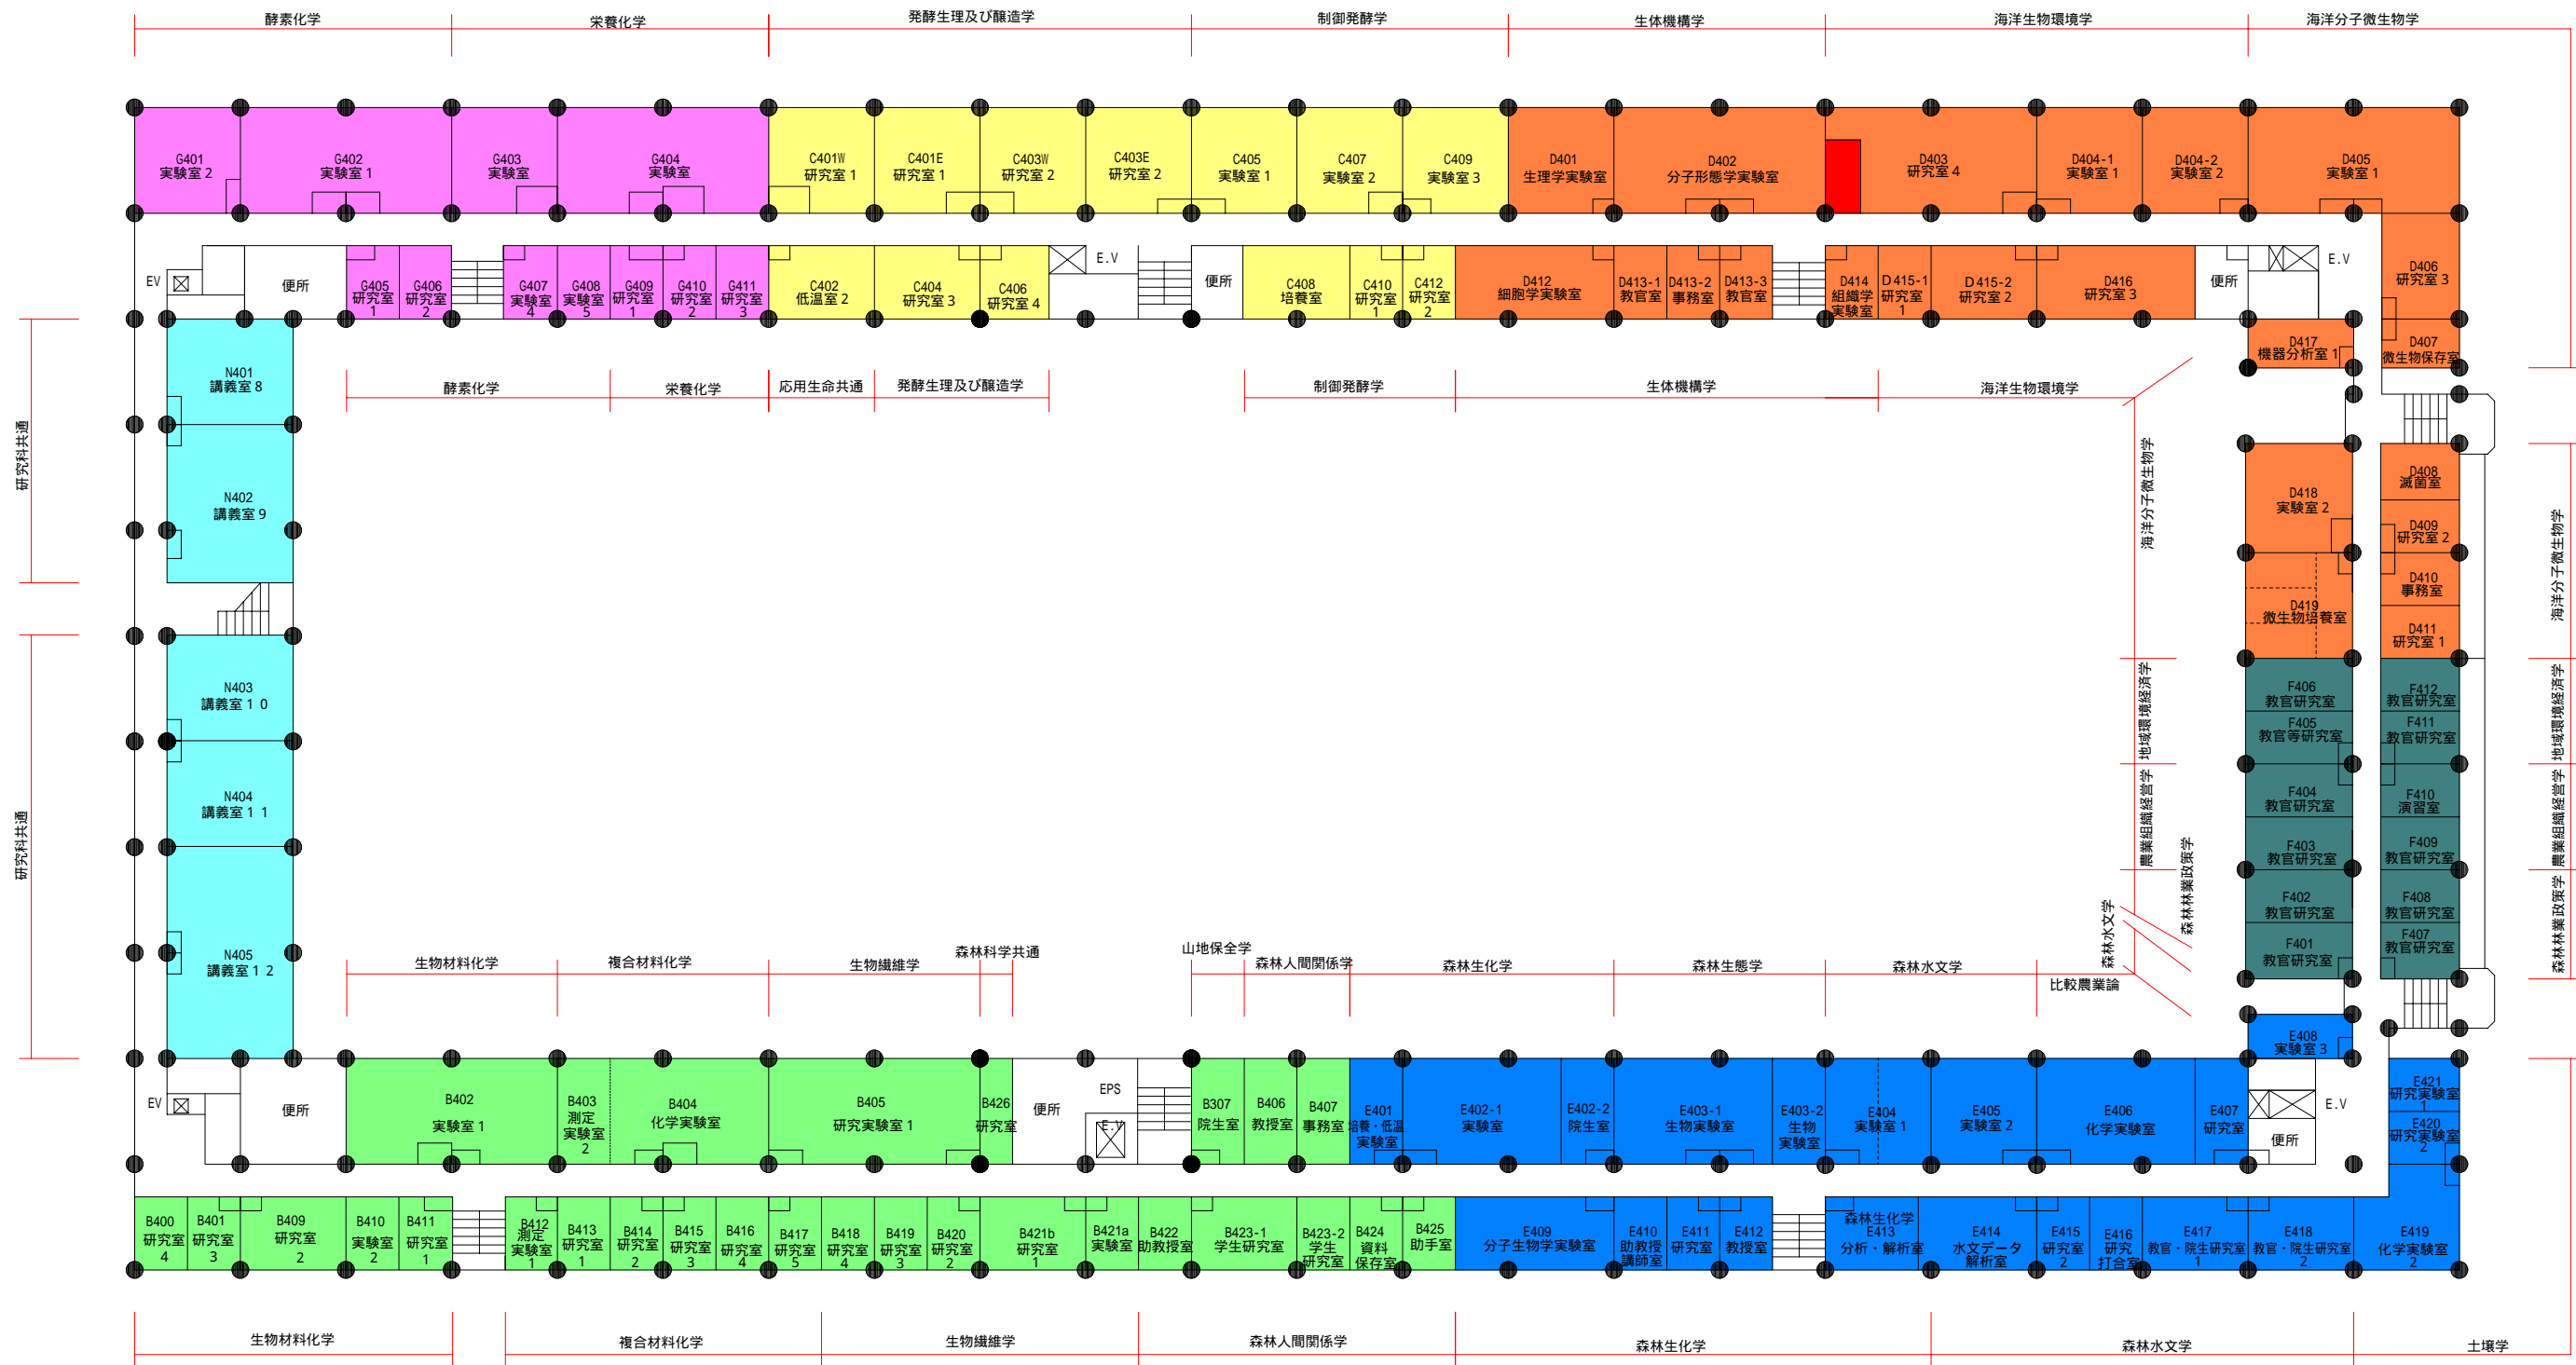 酵素化学
栄養化学
発酵生理及び醸造学
制御発酵学
生体機構学
海洋生物環境学
海洋分子微生物学
G401
実験室２
G402
実験室１
G403
実験室
G404
実験室
C401W
研究室１
C401E
研究室１
C403W
研究室２
C403E
研究室２
C405
実験室１
C407
実験室２
C409
実験室３
D401
生理学実験室
D402
分子形態学実験室
D403
研究室４
D404-1
実験室１
D404-2
実験室２
D405
実験室１
EV
便所
G405
研究室
1
G406
研究室
2
G407
実験室
4
G408
実験室
5
G409
研究室
1
G410
研究室
2
G411
研究室
3
C402
低温室２
C404
研究室３
C406
研究室４
E.V
便所
C408
培養室
C410
研究室
1
C412
研究室
2
D412
細胞学実験室
D413-1
教官室
D413-2
事務室
D413-3
教官室
D414
組織学
実験室
D415-1
研究室
1
D415-2
研究室２
D416
研究室３
便所
E.V
D406
研究室３
D417
機器分析室１
D407
微生物保存室
酵素化学
栄養化学
応用生命共通
発酵生理及び醸造学
制御発酵学
生体機構学
海洋生物環境学
研究科共通
N401
講義室８
N402
講義室９
海洋分子微生物学
D418
実験室２
D408
滅菌室
D409
研究室２
D419
微生物培養室
D410
事務室
D411
研究室１
海洋分子微生物学
研究科共通
N403
講義室１０
N404
講義室１１
N405
講義室１２
地域環境経済学
農業組織経営学
森林林業政策学
森林水文学
F406
教官研究室
F405
教官等研究室
F404
教官研究室
F403
教官研究室
F402
教官研究室
F401
教官研究室
F412
教官研究室
F411
教官研究室
F410
演習室
F409
教官研究室
F408
教官研究室
F407
教官研究室
地域環境経済学
農業組織経営学
森林林業政策学
生物材料化学
複合材料化学
生物繊維学
森林科学共通
山地保全学
森林人間関係学
森林生化学
森林生態学
森林水文学
比較農業論
E408
実験室３
EV
便所
B402
実験室１
B403
測定
実験室
2
B404
化学実験室
B405
研究実験室１
B426
研究室
便所
EPS
E.V
B307
院生室
B406
教授室
B407
事務室
E401
培養・低温
実験室
E402-1
実験室
E402-2
院生室
E403-1
生物実験室
E403-2
生物
実験室
E404
実験室１
E405
実験室２
E406
化学実験室
E407
研究室
便所
E.V
E421
研究実験室
1
E420
研究実験室
2
B400
研究室
4
B401
研究室
3
B409
研究室
2
B410
実験室
2
B411
研究室
1
B412
測定
実験室
1
B413
研究室
1
B414
研究室
2
B415
研究室
3
B416
研究室
4
B417
研究室
5
B418
研究室
4
B419
研究室
3
B420
研究室
2
B421b
研究室
1
B421a
実験室
B422
助教授室
B423-1
学生研究室
B423-2
学生
研究室
B424
資料
保存室
B425
助手室
E409
分子生物学実験室
E410
助教授
講師室
E411
研究室
E412
教授室
森林生化学
E413
分析・解析室
E414
水文データ
解析室
E415
研究室
2
E416
研究
打合室
E417
教官・院生研究室
1
E418
教官・院生研究室
2
E419
化学実験室
2
生物材料化学
複合材料化学
生物繊維学
森林人間関係学
森林生化学
森林水文学
土壌学